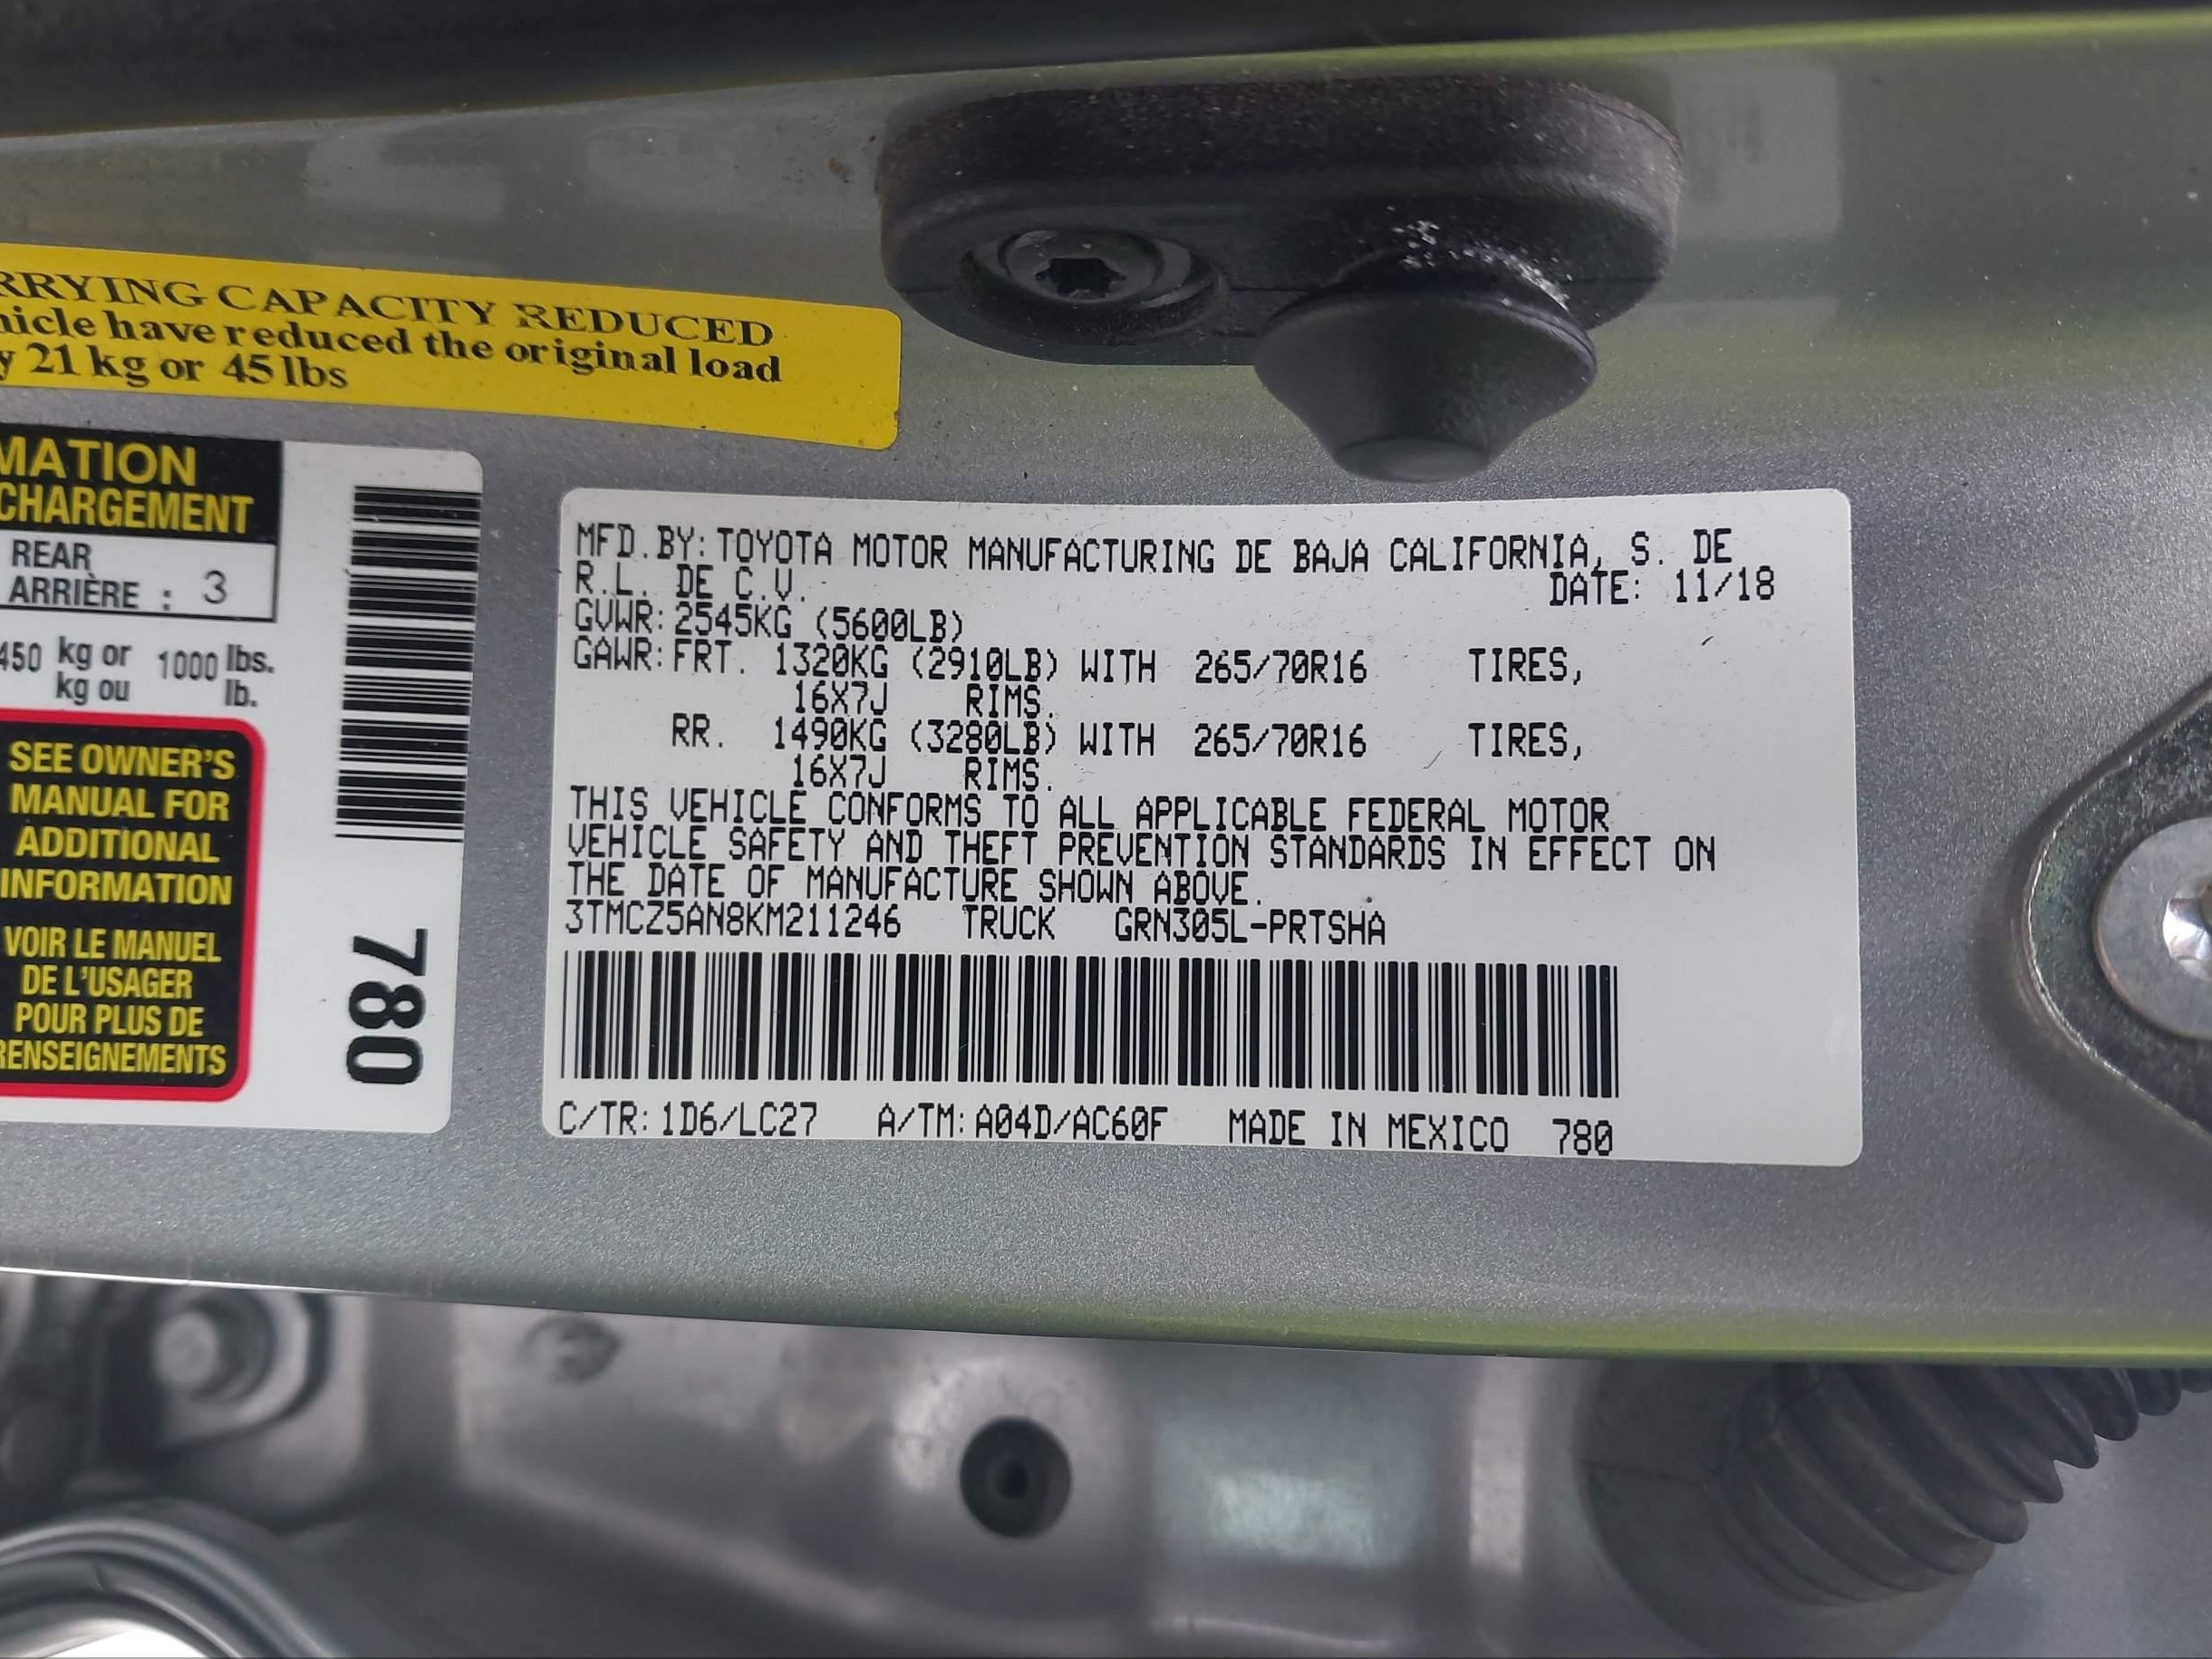 RRYING CAPACITY REDUCED
hicle have reduced the original load
y 21 kg or 45 lbs
MATION
CHARGEMENT
REAR
ARRIÈRE : 3
450 kg or 1000 lbs.
kg ou lb.
SEE OWNER'S
MANUAL FOR
ADDITIONAL
INFORMATION
VOIR LE MANUEL
DE L'USAGER
POUR PLUS DE
RENSEIGNEMENTS
780
MFD.BY:TOYOTA MOTOR MANUFACTURING DE BAJA CALIFORNIA, S. DE
R.L. DE C.V. DATE: 11/18
GVWR:2545KG (5600LB)
GAWR:FRT. 1320KG (2910LB) WITH 265/70R16 TIRES,
16X7J RIMS.
RR. 1490KG (3280LB) WITH 265/70R16 TIRES,
16X7J RIMS.
THIS VEHICLE CONFORMS TO ALL APPLICABLE FEDERAL MOTOR
VEHICLE SAFETY AND THEFT PREVENTION STANDARDS IN EFFECT ON
THE DATE OF MANUFACTURE SHOWN ABOVE.
3TMCZ5AN8KM211246 TRUCK GRN305L-PRTSHA
C/TR:1D6/LC27 A/TM:A04D/AC60F MADE IN MEXICO 780